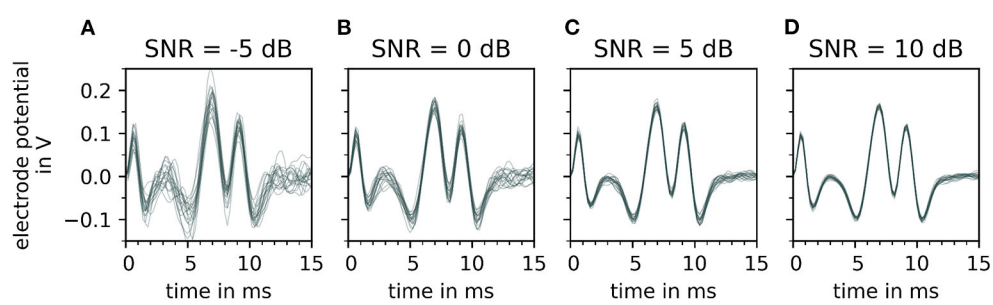 A B C D
SNR = -5 dB SNR = 0 dB SNR = 5 dB SNR = 10 dB
electrode potential
in V
0.2
0.1
0.0
−0.1
0 5 10 15 0 5 10 15 0 5 10 15 0 5 10 15
time in ms time in ms time in ms time in ms